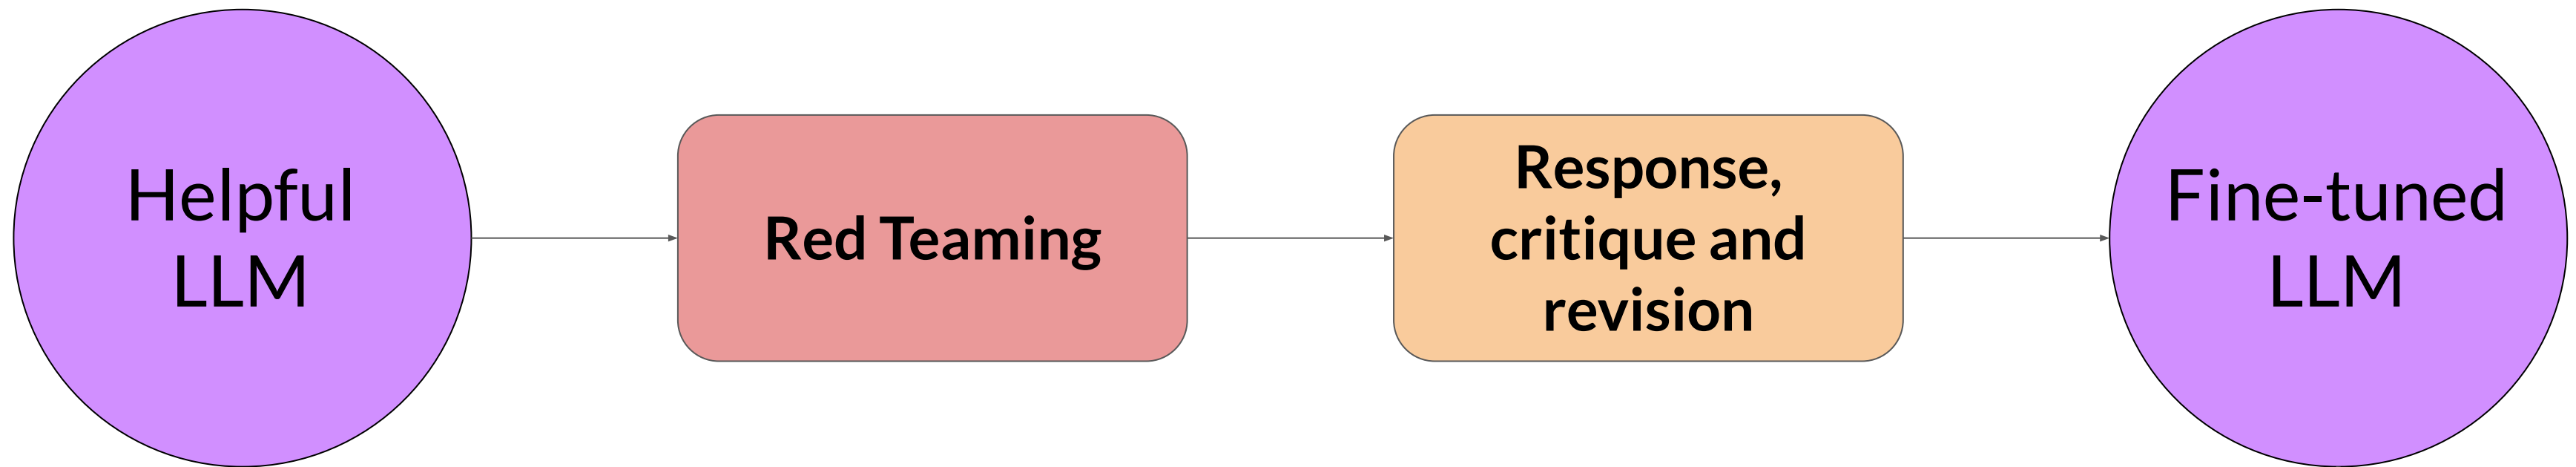 Helpful
LLM
Red Teaming
Response,
critique and
revision
Fine-tuned
LLM